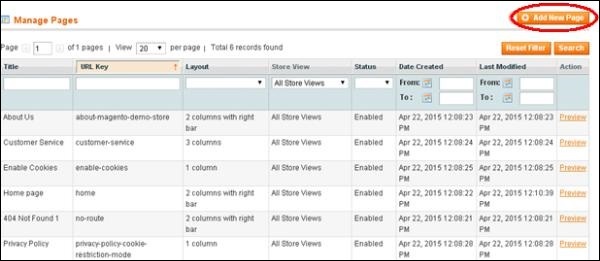 Manage Pages
Add New Page
Page 1 of 1 pages | View 20 per page | Total 6 records found
Reset Filter Search
Title URL Key Layout Store View Status Date Created Last Modified Action
All Store Views From: From:
To : To :
About Us about-magento-demo-store 2 columns with right All Store Views Enabled Apr 22, 2015 12:08:23 Apr 22, 2015 12:08:23 Preview
bar PM PM
Customer Service customer-service 3 columns All Store Views Enabled Apr 22, 2015 12:08:24 Apr 22, 2015 12:08:24 Preview
PM PM
Enable Cookies enable-cookies 1 column All Store Views Enabled Apr 22, 2015 12:08:25 Apr 22, 2015 12:08:25 Preview
PM PM
Home page home 2 columns with right All Store Views Enabled Apr 22, 2015 12:08:22 Apr 22, 2015 12:10:39 Preview
bar PM PM
404 Not Found 1 no-route 2 columns with right All Store Views Enabled Apr 22, 2015 12:08:21 Apr 22, 2015 12:08:21 Preview
bar PM PM
Privacy Policy privacy-policy-cookie- 1 column All Store Views Enabled Apr 22, 2015 12:08:28 Apr 22, 2015 12:08:28 Preview
restriction-mode PM PM